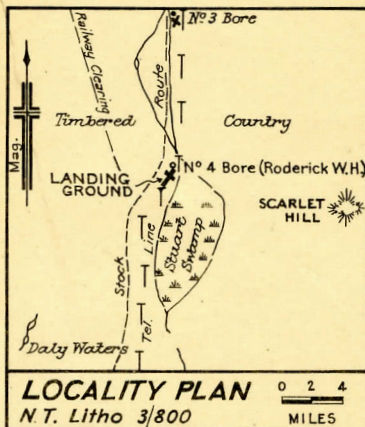 Nº 3 Bore
Railway Clearing
Route
Timbered Country
Mag.
Nº 4 Bore (Roderick W.H.)
LANDING
GROUND
SCARLET
HILL
Stuart
Swamp
Line
Stock
Tel.
Daly Waters
LOCALITY PLAN
N.T. Litho 3/800
0 2 4
MILES